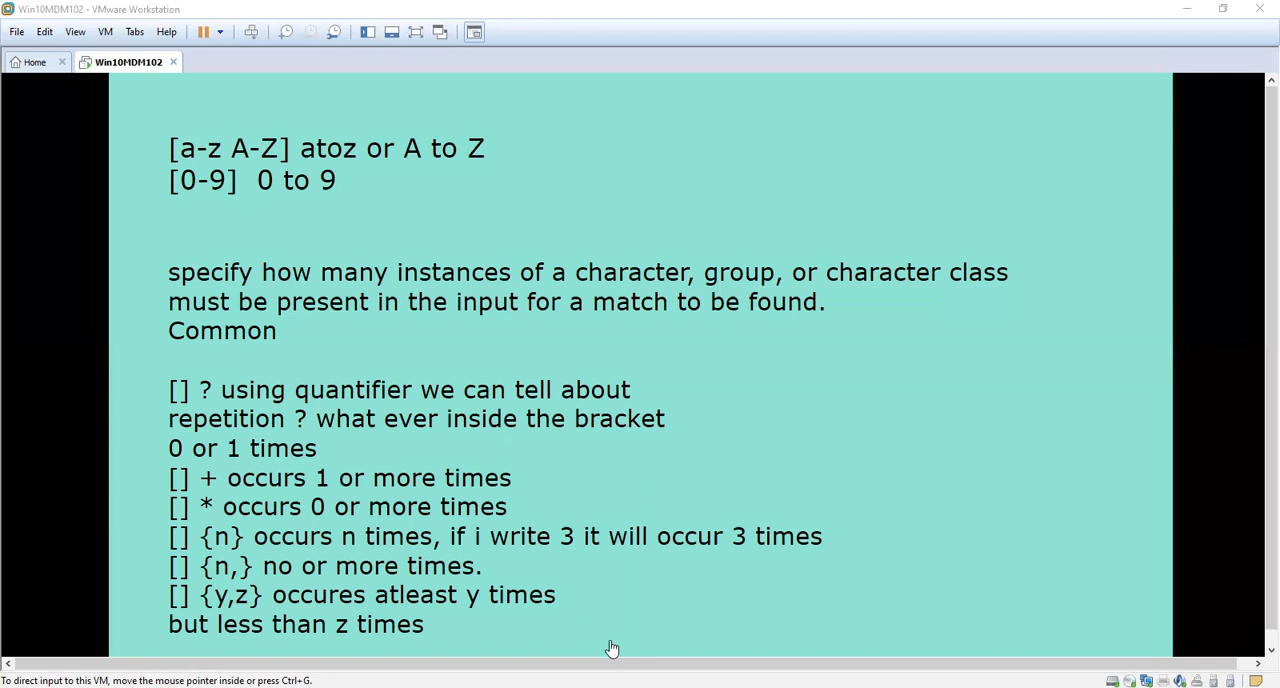 Win10MDM102 - VMware Workstation
File Edit View VM Tabs Help
Home Win10MDM102
[a-z A-Z] atoz or A to Z
[0-9] 0 to 9
specify how many instances of a character, group, or character class
must be present in the input for a match to be found.
Common
[] ? using quantifier we can tell about
repetition ? what ever inside the bracket
0 or 1 times
[] + occurs 1 or more times
[] * occurs 0 or more times
[] {n} occurs n times, if i write 3 it will occur 3 times
[] {n,} no or more times.
[] {y,z} occures atleast y times
but less than z times
To direct input to this VM, move the mouse pointer inside or press Ctrl+G.